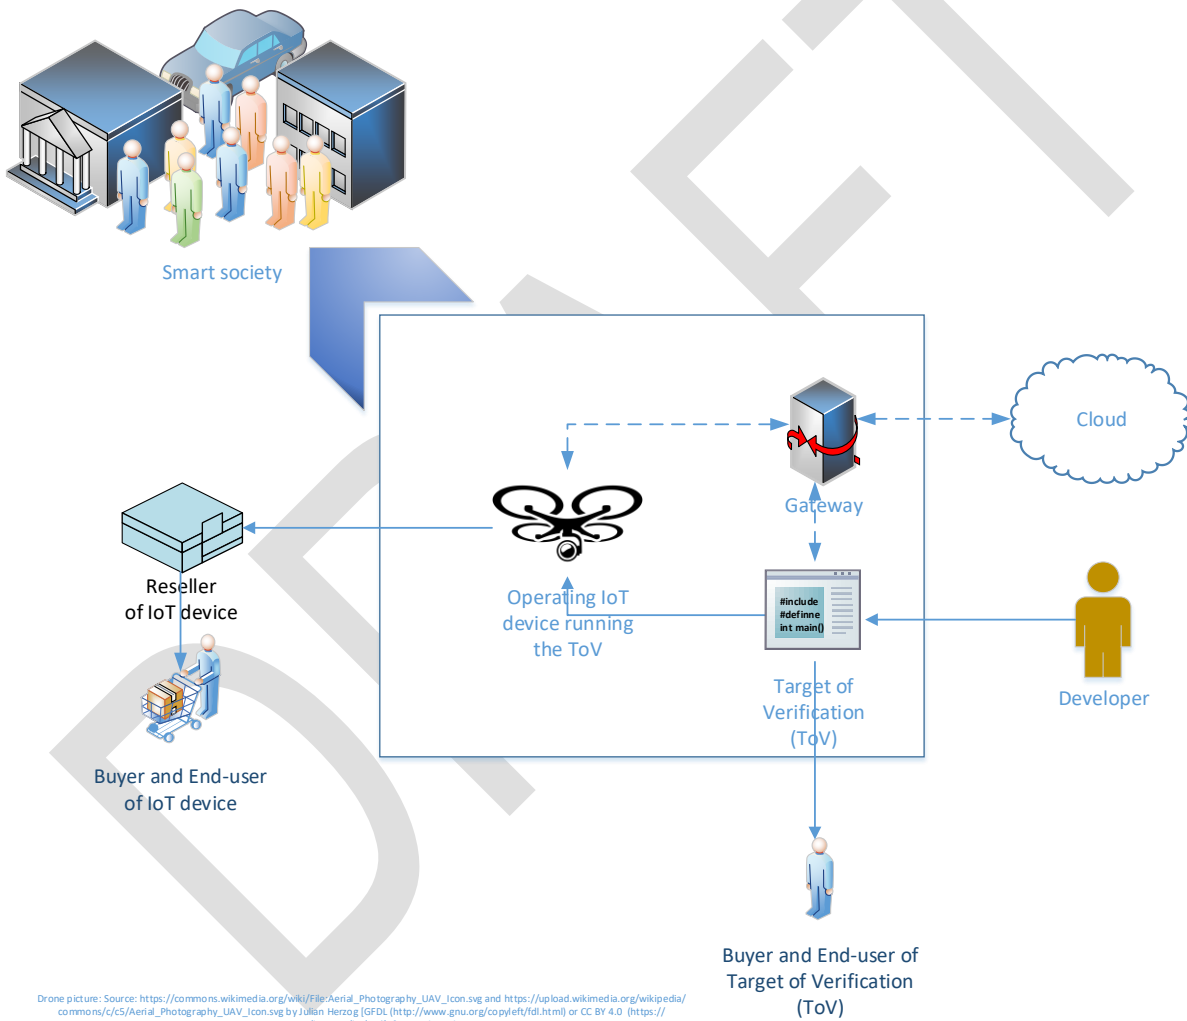 Smart society
Cloud
Gateway
Reseller
of IoT device
Operating IoT
device running
the ToV
#include
#definne
int main()
Target of
Verification
(ToV)
Developer
Buyer and End-user
of IoT device
Buyer and End-user of
Target of Verification
(ToV)
Drone picture: Source: https://commons.wikimedia.org/wiki/File:Aerial_Photography_UAV_Icon.svg and https://upload.wikimedia.org/wikipedia/
commons/c/c5/Aerial_Photography_UAV_Icon.svg by Julian Herzog [GFDL (http://www.gnu.org/copyleft/fdl.html) or CC BY 4.0 (https://
DRAFT